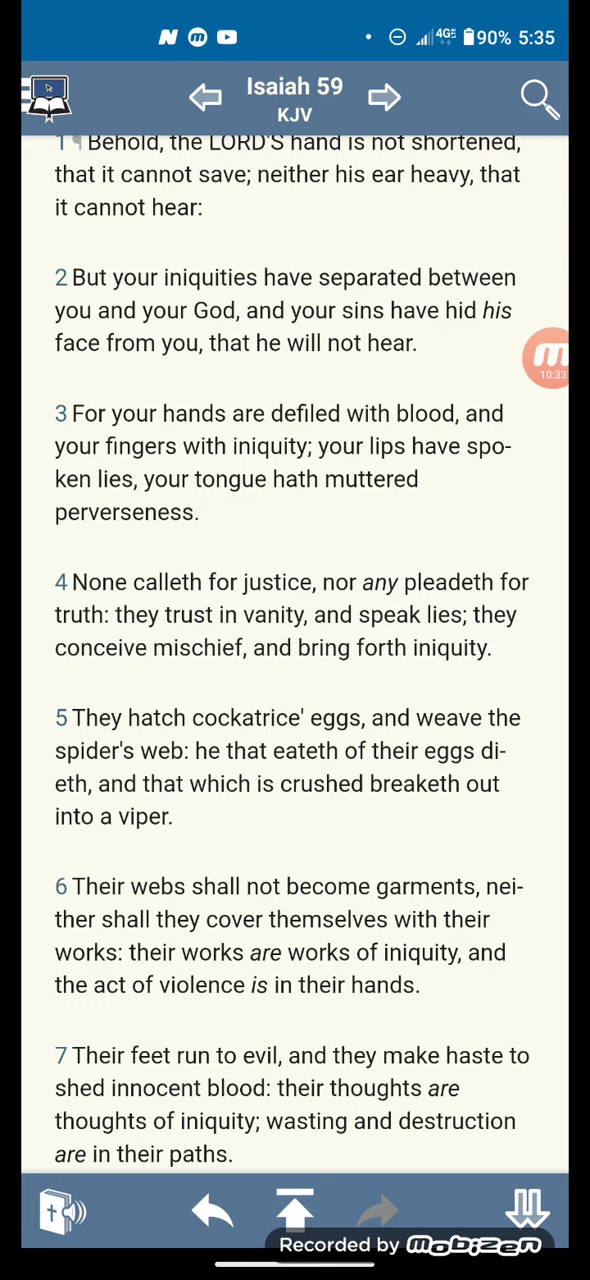 90% 5:35
Isaiah 59
KJV
1 ¶ Behold, the LORD'S hand is not shortened,
that it cannot save; neither his ear heavy, that
it cannot hear:
2 But your iniquities have separated between
you and your God, and your sins have hid his
face from you, that he will not hear.
10:33
3 For your hands are defiled with blood, and
your fingers with iniquity; your lips have spo-
ken lies, your tongue hath muttered
perverseness.
4 None calleth for justice, nor any pleadeth for
truth: they trust in vanity, and speak lies; they
conceive mischief, and bring forth iniquity.
5 They hatch cockatrice' eggs, and weave the
spider's web: he that eateth of their eggs di-
eth, and that which is crushed breaketh out
into a viper.
6 Their webs shall not become garments, nei-
ther shall they cover themselves with their
works: their works are works of iniquity, and
the act of violence is in their hands.
7 Their feet run to evil, and they make haste to
shed innocent blood: their thoughts are
thoughts of iniquity; wasting and destruction
are in their paths.
Recorded by mobizen